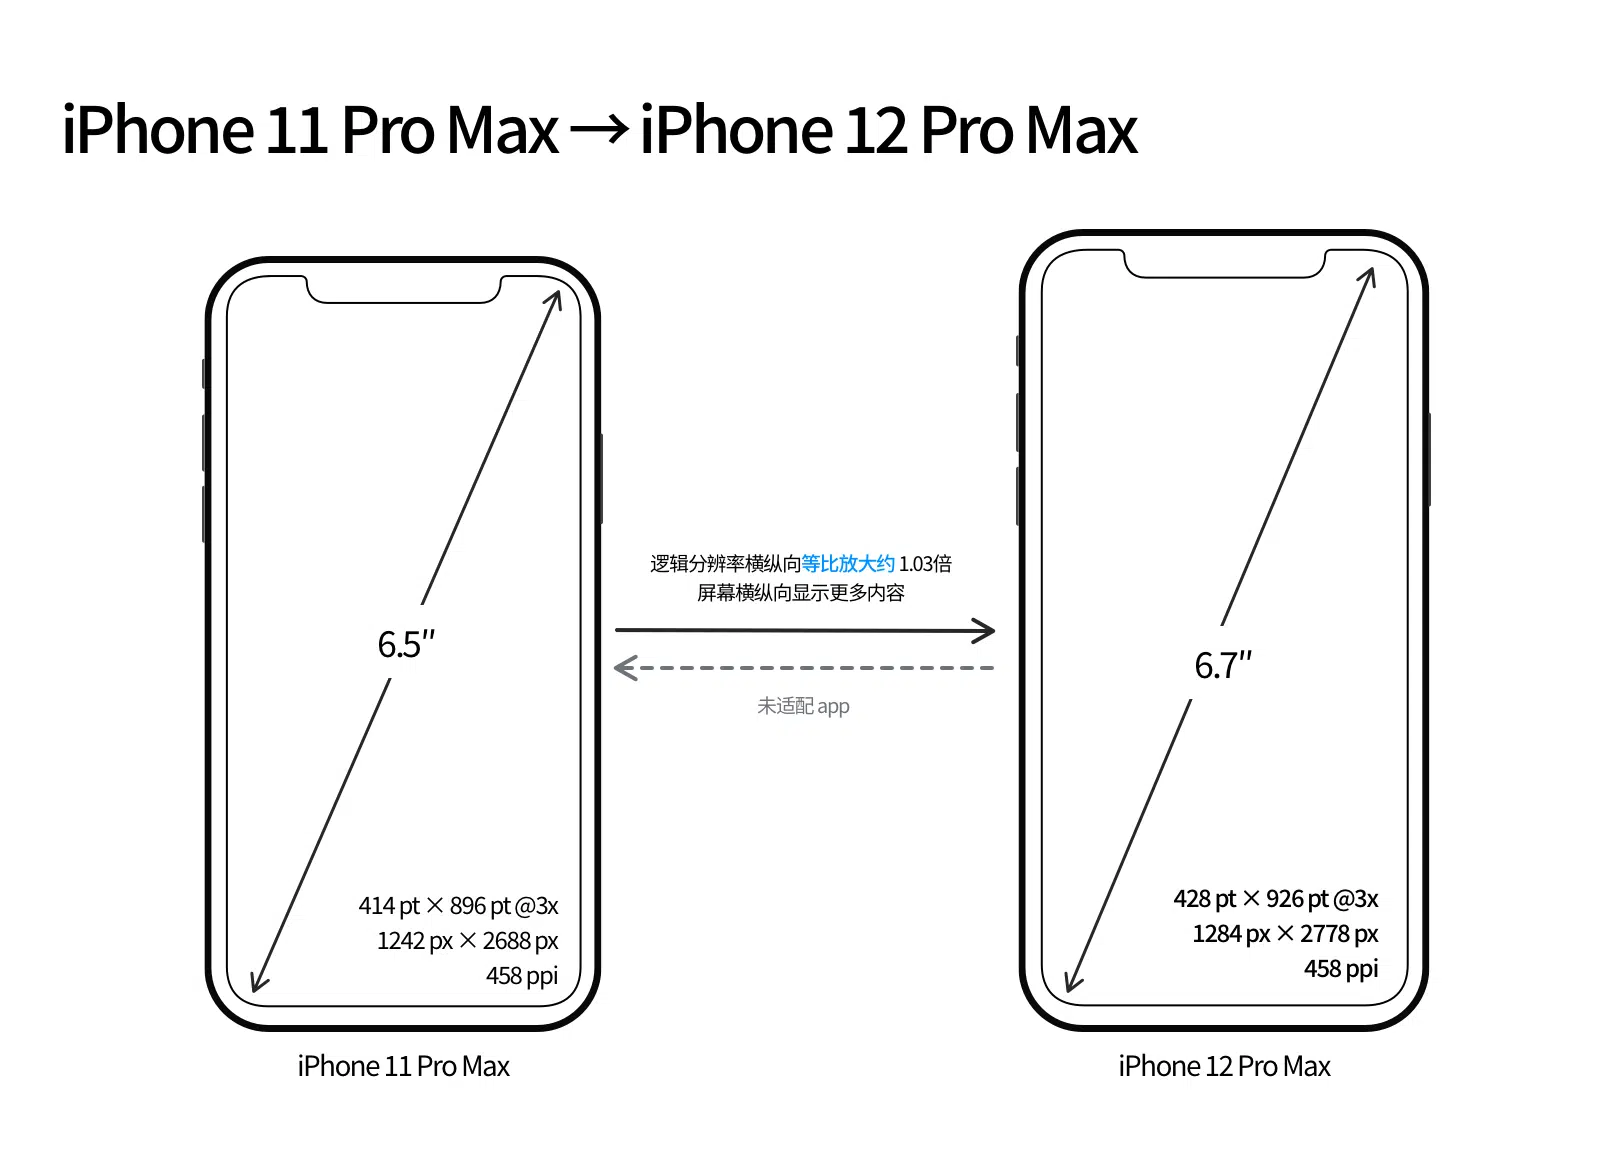 iPhone 11 Pro Max → iPhone 12 Pro Max
逻辑分辨率横纵向等比放大约 1.03倍
屏幕横纵向显示更多内容
6.5″
6.7″
未适配 app
414 pt × 896 pt @3x
1242 px × 2688 px
458 ppi
428 pt × 926 pt @3x
1284 px × 2778 px
458 ppi
iPhone 11 Pro Max
iPhone 12 Pro Max